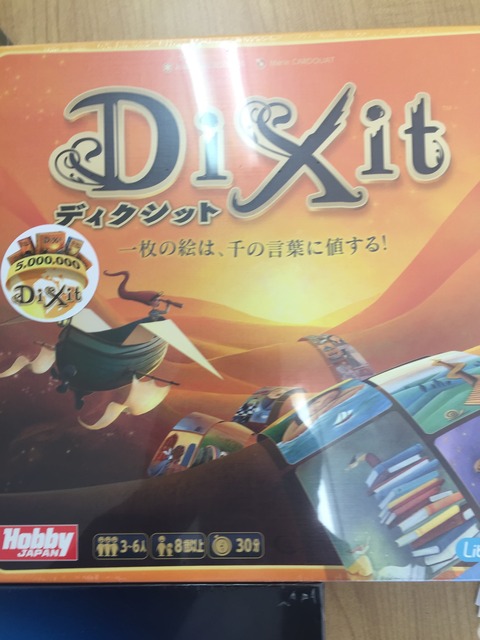 DiXit
ディクシット
一枚の絵は、千の言葉に値する!
5,000,000
DiXit
Hobby
JAPAN
3-6人
8歳以上
30分